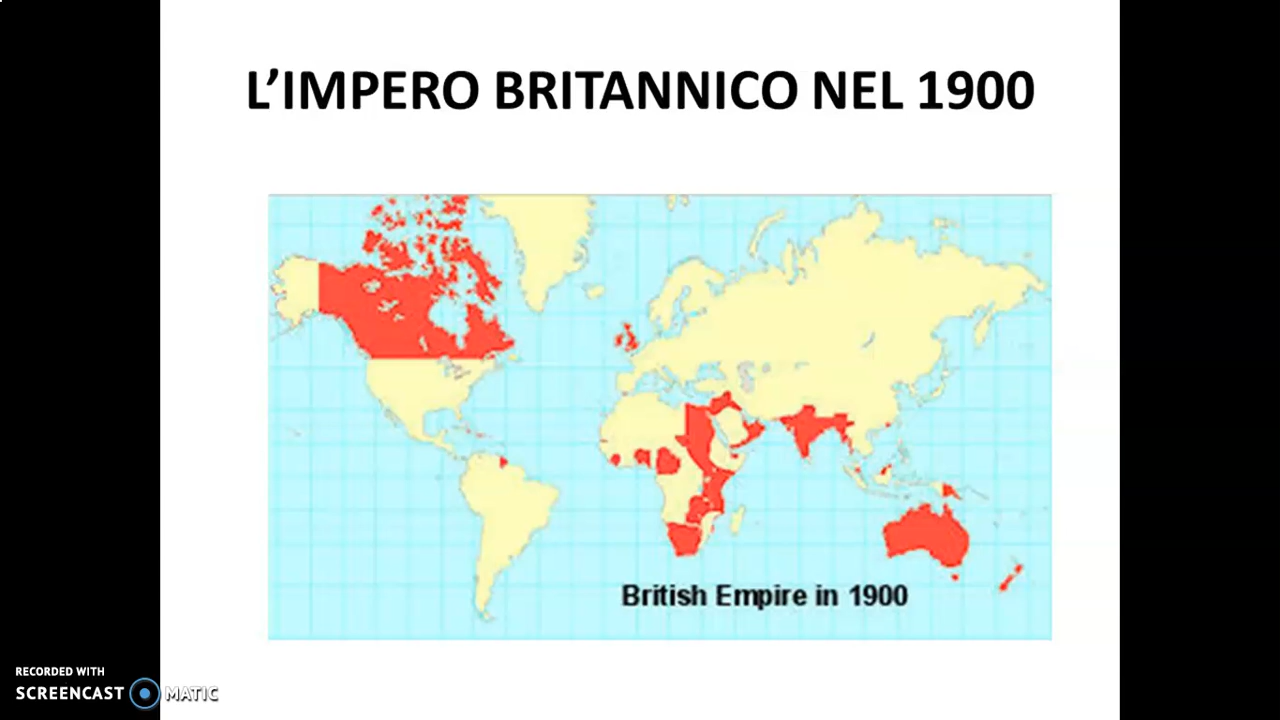 L'IMPERO BRITANNICO NEL 1900
British Empire in 1900
RECORDED WITH
SCREENCAST MATIC